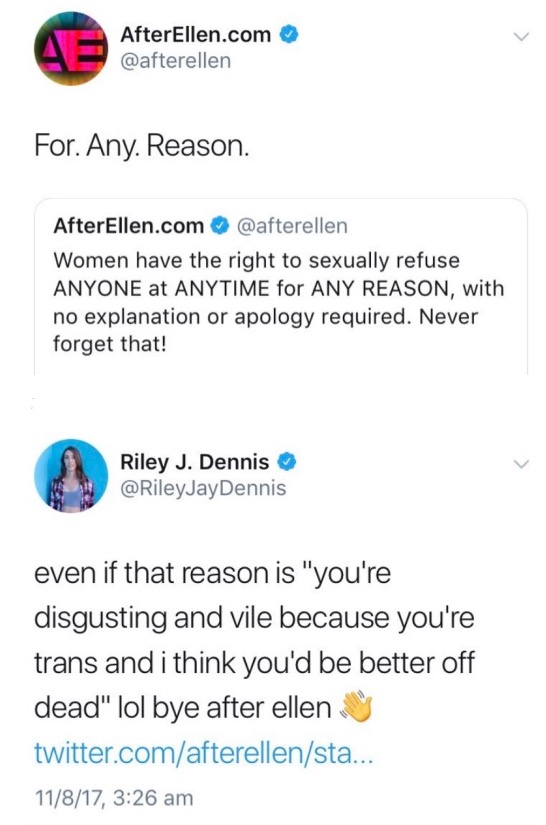 AE
AfterEllen.com
@afterellen
For. Any. Reason.
AfterEllen.com @afterellen
Women have the right to sexually refuse
ANYONE at ANYTIME for ANY REASON, with
no explanation or apology required. Never
forget that!
Riley J. Dennis
@RileyJayDennis
even if that reason is "you're
disgusting and vile because you're
trans and i think you'd be better off
dead" lol bye after ellen 👋
twitter.com/afterellen/sta...
11/8/17, 3:26 am